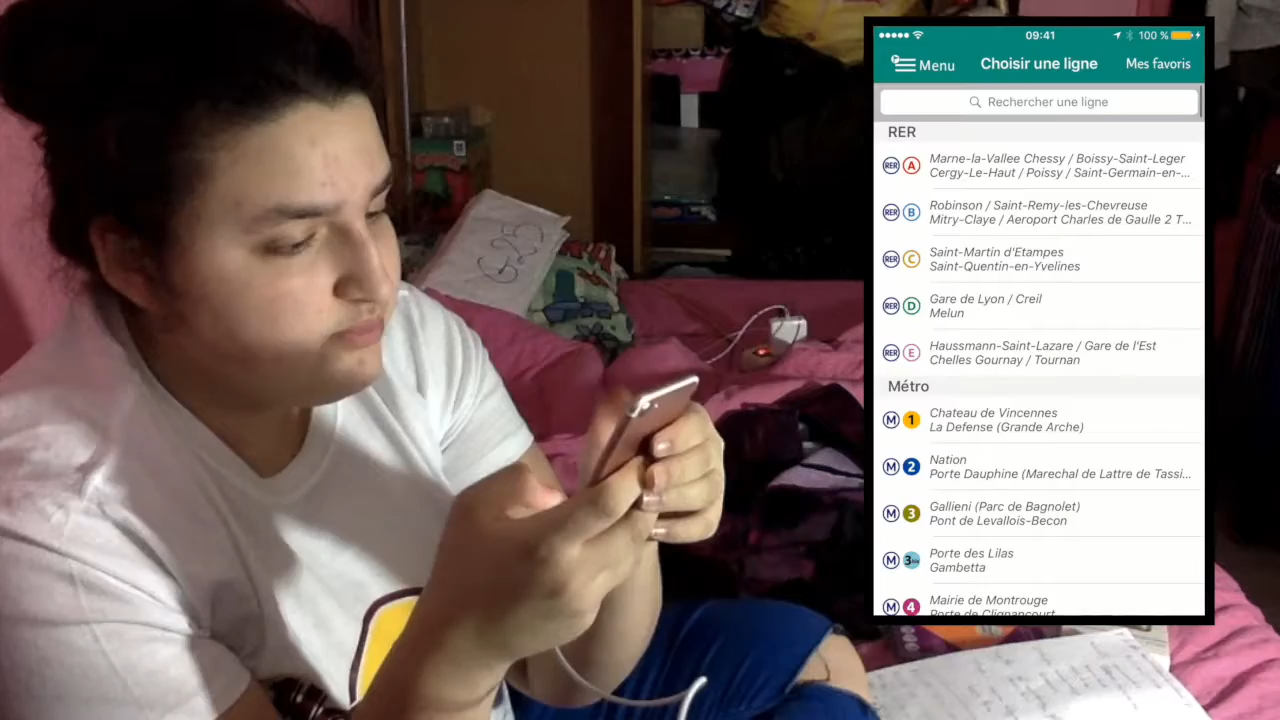 G25
09:41
100 %
Menu
Choisir une ligne
Mes favoris
Rechercher une ligne
RER
RER A
Marne-la-Vallee Chessy / Boissy-Saint-Leger
Cergy-Le-Haut / Poissy / Saint-Germain-en-...
RER B
Robinson / Saint-Remy-les-Chevreuse
Mitry-Claye / Aeroport Charles de Gaulle 2 T...
RER C
Saint-Martin d'Etampes
Saint-Quentin-en-Yvelines
RER D
Gare de Lyon / Creil
Melun
RER E
Haussmann-Saint-Lazare / Gare de l'Est
Chelles Gournay / Tournan
Métro
M 1
Chateau de Vincennes
La Defense (Grande Arche)
M 2
Nation
Porte Dauphine (Marechal de Lattre de Tassi...
M 3
Gallieni (Parc de Bagnolet)
Pont de Levallois-Becon
M 3bis
Porte des Lilas
Gambetta
M 4
Mairie de Montrouge
Porte de Clignancourt